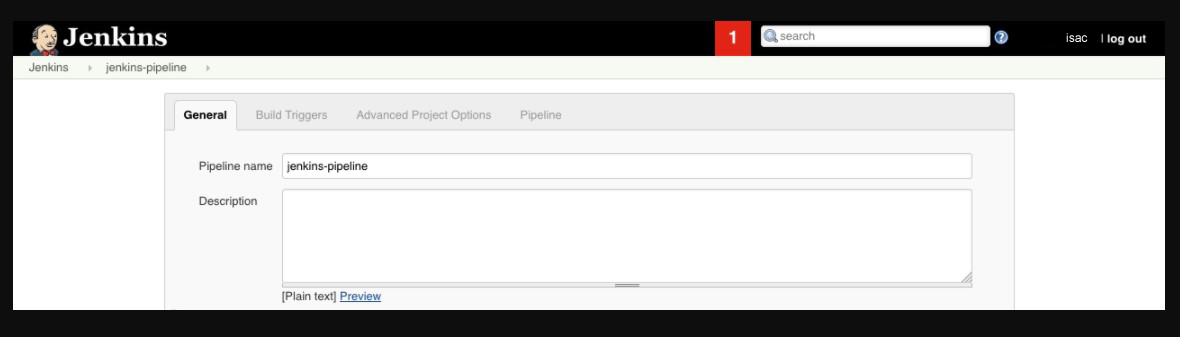 Jenkins 1 search isac | log out
Jenkins jenkins-pipeline
General Build Triggers Advanced Project Options Pipeline
Pipeline name jenkins-pipeline
Description
[Plain text] Preview